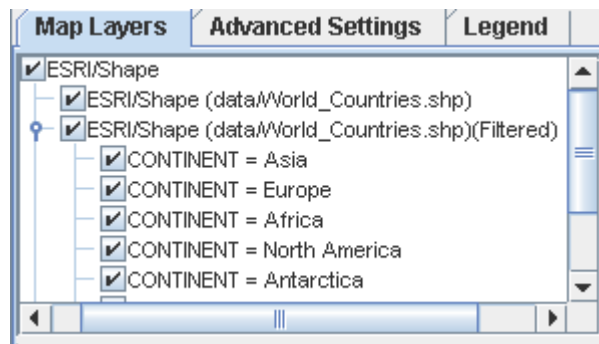 Map Layers Advanced Settings Legend
ESRI/Shape
ESRI/Shape (data/World_Countries.shp)
ESRI/Shape (data/World_Countries.shp)(Filtered)
CONTINENT = Asia
CONTINENT = Europe
CONTINENT = Africa
CONTINENT = North America
CONTINENT = Antarctica